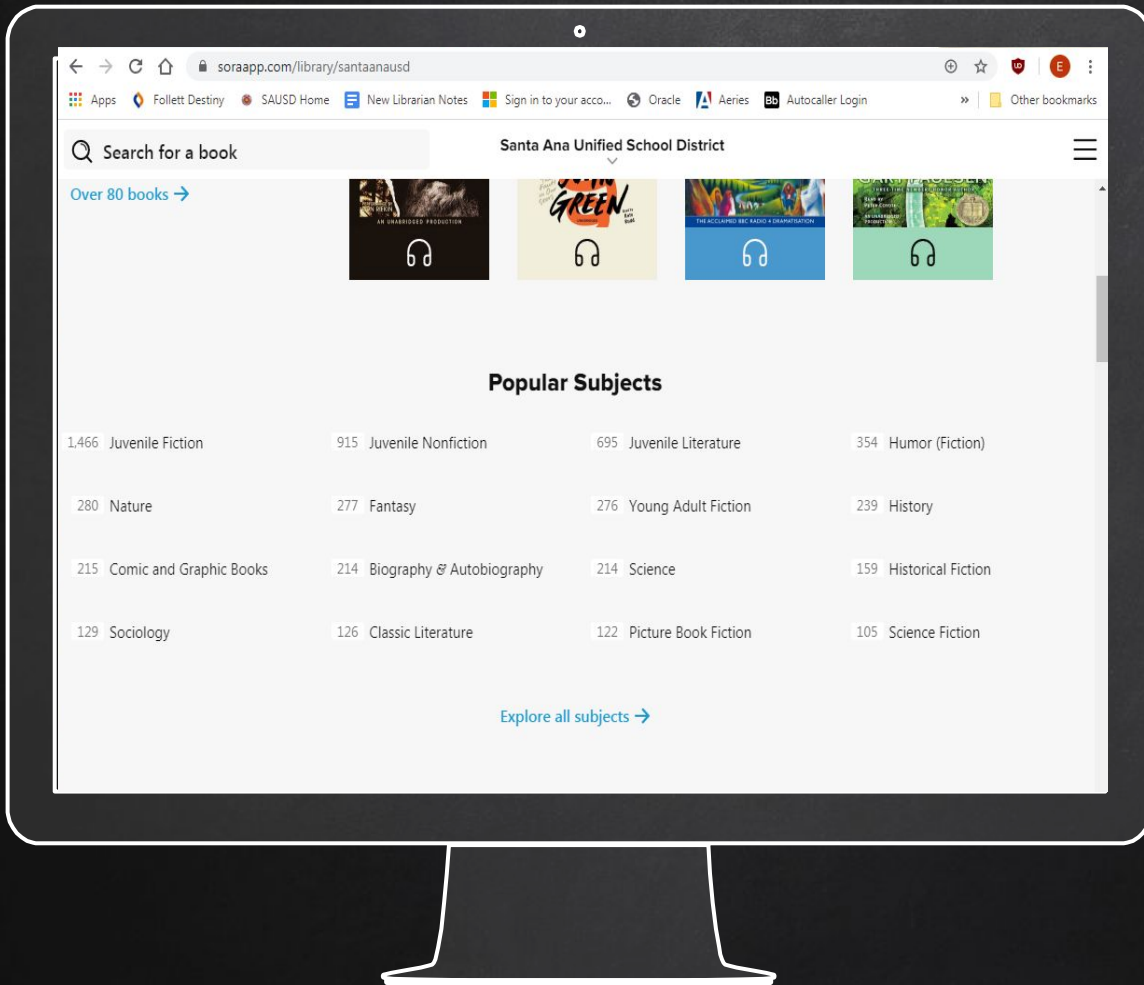 soraapp.com/library/santaanausd
E
Apps Follett Destiny SAUSD Home New Librarian Notes Sign in to your acco... Oracle Aeries Bb Autocaller Login » Other bookmarks
Search for a book
Santa Ana Unified School District
Over 80 books →
AN UNABRIDGED PRODUCTION
GREEN
THE ACCLAIMED BBC RADIO 4 DRAMATISATION
GARY PAULSEN
Popular Subjects
1,466 Juvenile Fiction 915 Juvenile Nonfiction 695 Juvenile Literature 354 Humor (Fiction)
280 Nature 277 Fantasy 276 Young Adult Fiction 239 History
215 Comic and Graphic Books 214 Biography & Autobiography 214 Science 159 Historical Fiction
129 Sociology 126 Classic Literature 122 Picture Book Fiction 105 Science Fiction
Explore all subjects →